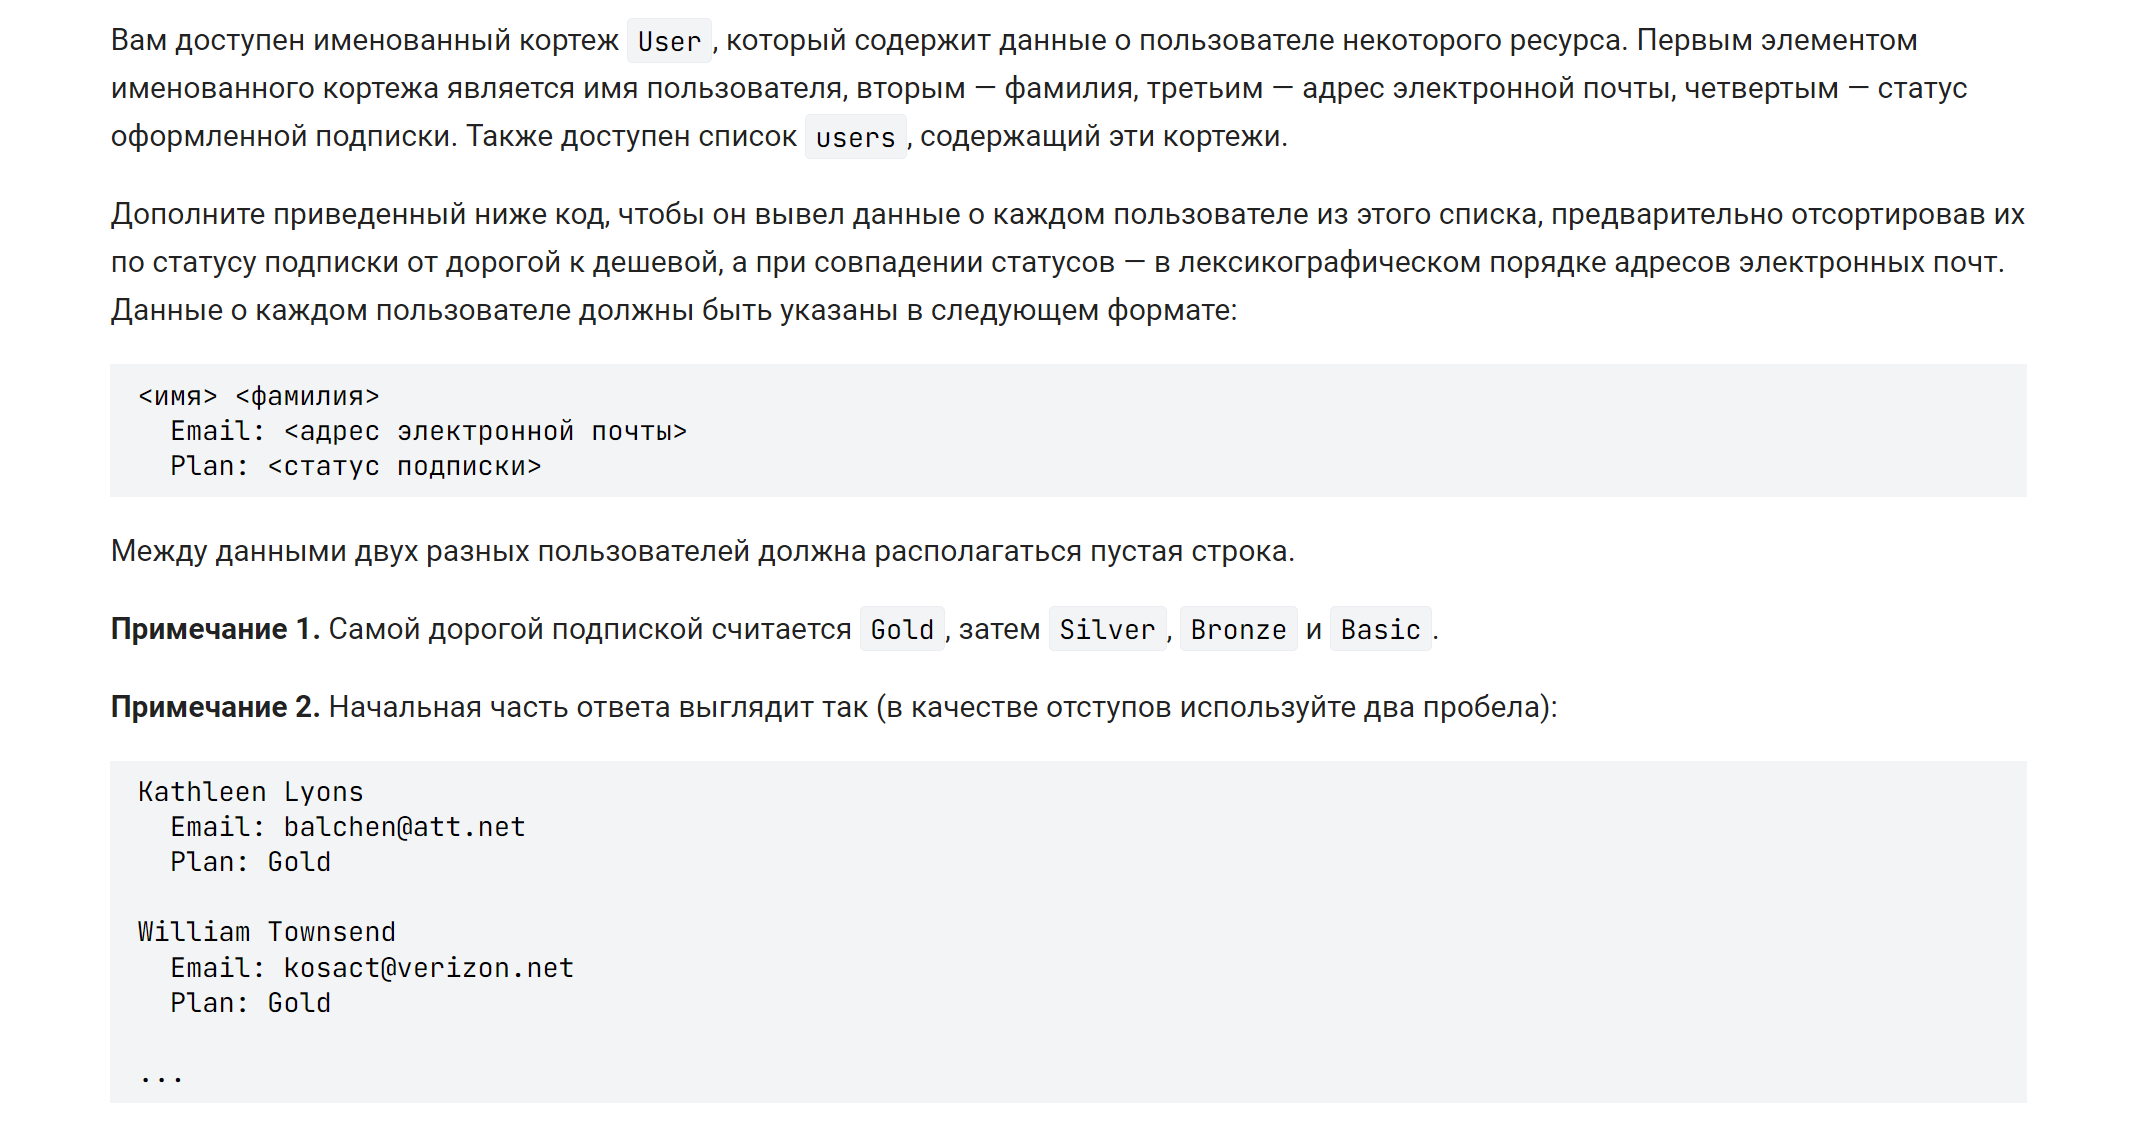 Вам доступен именованный кортеж User, который содержит данные о пользователе некоторого ресурса. Первым элементом
именованного кортежа является имя пользователя, вторым — фамилия, третьим — адрес электронной почты, четвертым — статус
оформленной подписки. Также доступен список users, содержащий эти кортежи.
Дополните приведенный ниже код, чтобы он вывел данные о каждом пользователе из этого списка, предварительно отсортировав их
по статусу подписки от дорогой к дешевой, а при совпадении статусов — в лексикографическом порядке адресов электронных почт.
Данные о каждом пользователе должны быть указаны в следующем формате:
<имя> <фамилия>
  Email: <адрес электронной почты>
  Plan: <статус подписки>
Между данными двух разных пользователей должна располагаться пустая строка.
Примечание 1. Самой дорогой подпиской считается Gold, затем Silver, Bronze и Basic.
Примечание 2. Начальная часть ответа выглядит так (в качестве отступов используйте два пробела):
Kathleen Lyons
  Email: balchen@att.net
  Plan: Gold
William Townsend
  Email: kosact@verizon.net
  Plan: Gold
...